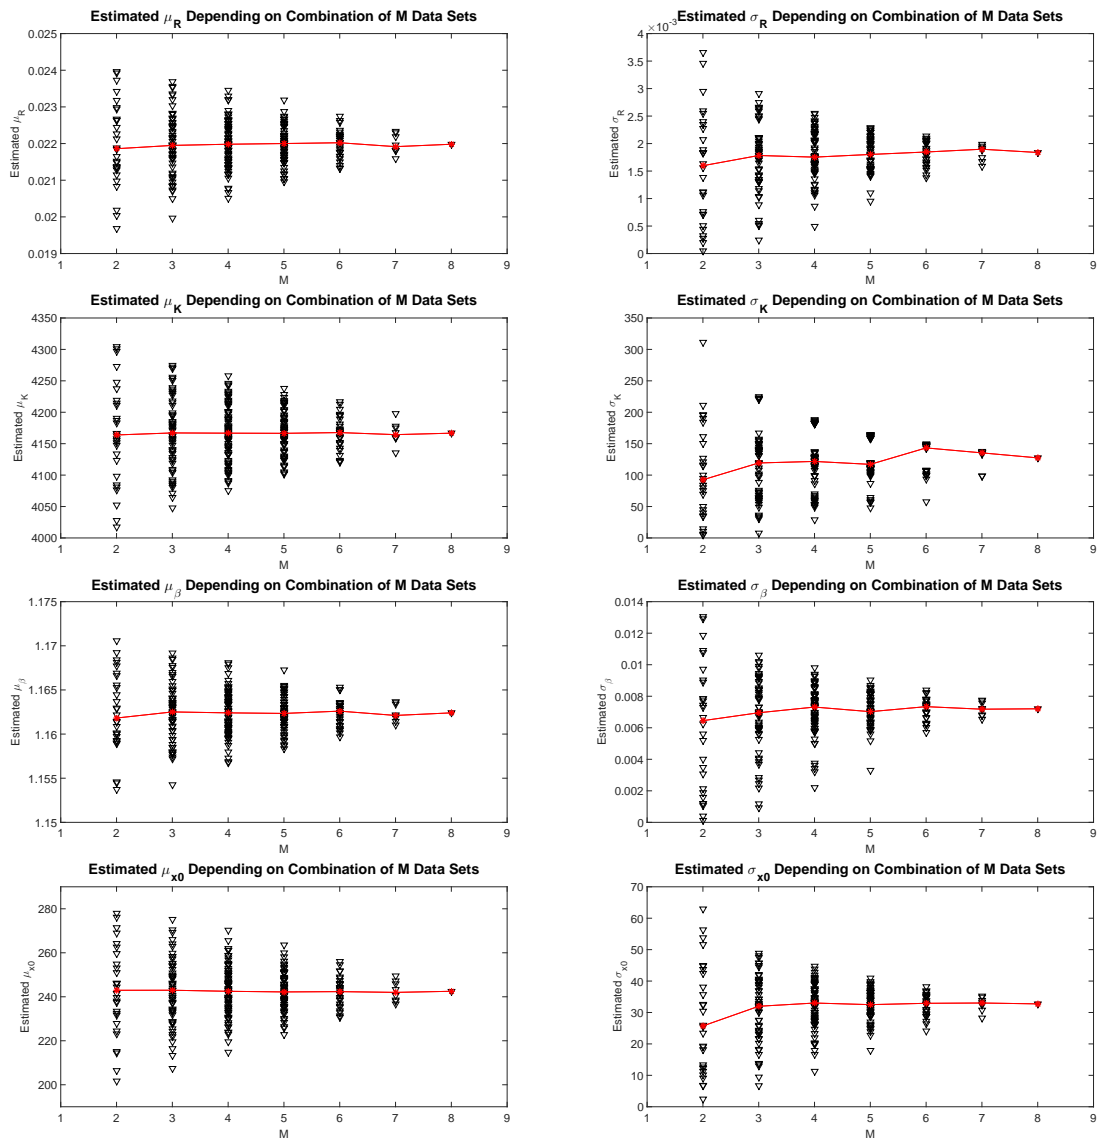 Estimated μR Depending on Combination of M Data Sets
0.025
0.024
0.023
0.022
0.021
0.02
0.019
Estimated μR
1 2 3 4 5 6 7 8 9
M
Estimated σR Depending on Combination of M Data Sets
×10-3
4
3.5
3
2.5
2
1.5
1
0.5
0
Estimated σR
1 2 3 4 5 6 7 8 9
M
Estimated μK Depending on Combination of M Data Sets
4350
4300
4250
4200
4150
4100
4050
4000
Estimated μK
1 2 3 4 5 6 7 8 9
M
Estimated σK Depending on Combination of M Data Sets
350
300
250
200
150
100
50
0
Estimated σK
1 2 3 4 5 6 7 8 9
M
Estimated μβ Depending on Combination of M Data Sets
1.175
1.17
1.165
1.16
1.155
1.15
Estimated μβ
1 2 3 4 5 6 7 8 9
M
Estimated σβ Depending on Combination of M Data Sets
0.014
0.012
0.01
0.008
0.006
0.004
0.002
0
Estimated σβ
1 2 3 4 5 6 7 8 9
M
Estimated μx0 Depending on Combination of M Data Sets
280
260
240
220
200
Estimated μx0
1 2 3 4 5 6 7 8 9
M
Estimated σx0 Depending on Combination of M Data Sets
70
60
50
40
30
20
10
0
Estimated σx0
1 2 3 4 5 6 7 8 9
M